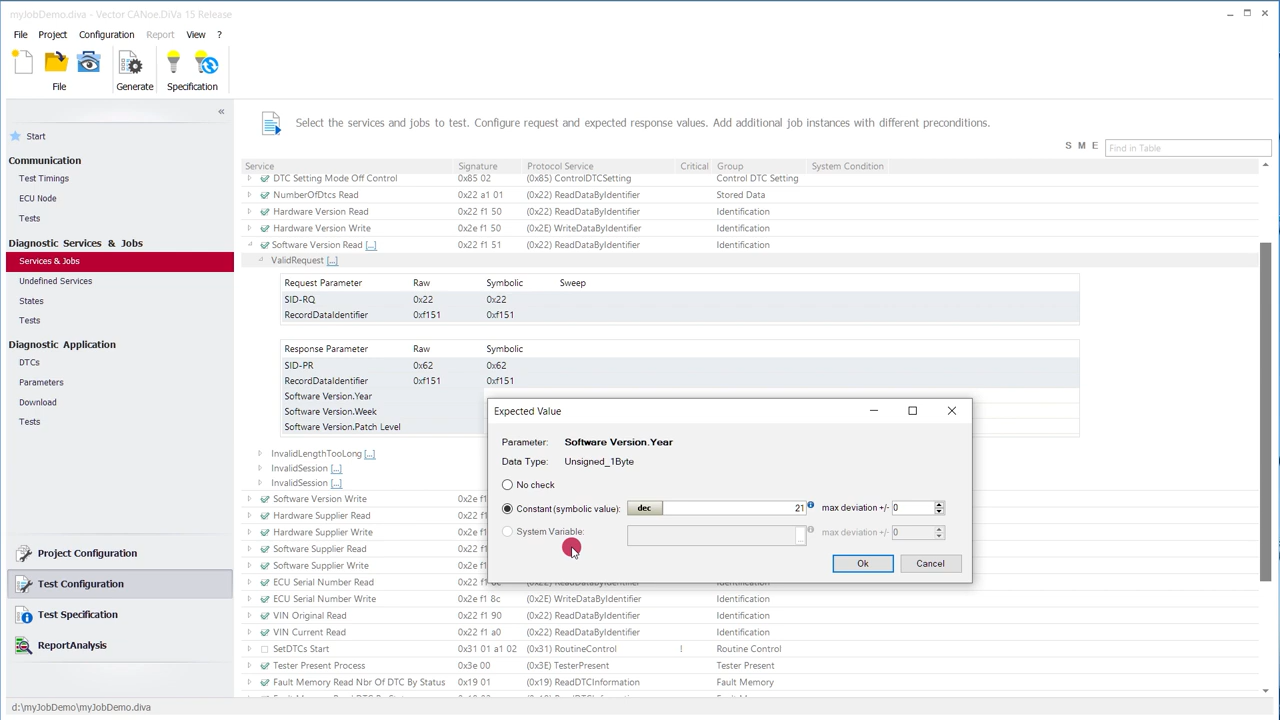 myJobDemo.diva - Vector CANoe.DiVa 15 Release
File Project Configuration Report View ?
File Generate Specification
«
Start
Communication
Test Timings
ECU Node
Tests
Diagnostic Services & Jobs
Services & Jobs
Undefined Services
States
Tests
Diagnostic Application
DTCs
Parameters
Download
Tests
Project Configuration
Test Configuration
Test Specification
ReportAnalysis
Select the services and jobs to test. Configure request and expected response values. Add additional job instances with different preconditions.
S M E Find in Table
Service Signature Protocol Service Critical Group System Condition
DTC Setting Mode Off Control 0x85 02 (0x85) ControlDTCSetting Control DTC Setting
NumberOfDtcs Read 0x22 a1 01 (0x22) ReadDataByIdentifier Stored Data
Hardware Version Read 0x22 f1 50 (0x22) ReadDataByIdentifier Identification
Hardware Version Write 0x2e f1 50 (0x2E) WriteDataByIdentifier Identification
Software Version Read [...] 0x22 f1 51 (0x22) ReadDataByIdentifier Identification
ValidRequest [...]
Request Parameter Raw Symbolic Sweep
SID-RQ 0x22 0x22
RecordDataIdentifier 0xf151 0xf151
Response Parameter Raw Symbolic
SID-PR 0x62 0x62
RecordDataIdentifier 0xf151 0xf151
Software Version.Year
Software Version.Week
Software Version.Patch Level
InvalidLengthTooLong [...]
InvalidSession [...]
InvalidSession [...]
Expected Value
Parameter: Software Version.Year
Data Type: Unsigned_1Byte
No check
Constant (symbolic value): dec 21 max deviation +/- 0
System Variable: ... max deviation +/- 0
Ok Cancel
Software Version Write 0x2e f1
Hardware Supplier Read 0x22 f1
Hardware Supplier Write 0x2e f1
Software Supplier Read 0x22 f1
Software Supplier Write 0x2e f1
ECU Serial Number Read
ECU Serial Number Write 0x2e f1 8c (0x2E) WriteDataByIdentifier Identification
VIN Original Read 0x22 f1 90 (0x22) ReadDataByIdentifier Identification
VIN Current Read 0x22 f1 a0 (0x22) ReadDataByIdentifier Identification
SetDTCs Start 0x31 01 a1 02 (0x31) RoutineControl ! Routine Control
Tester Present Process 0x3e 00 (0x3E) TesterPresent Tester Present
Fault Memory Read Nbr Of DTC By Status 0x19 01 (0x19) ReadDTCInformation Fault Memory
d:\myJobDemo\myJobDemo.diva